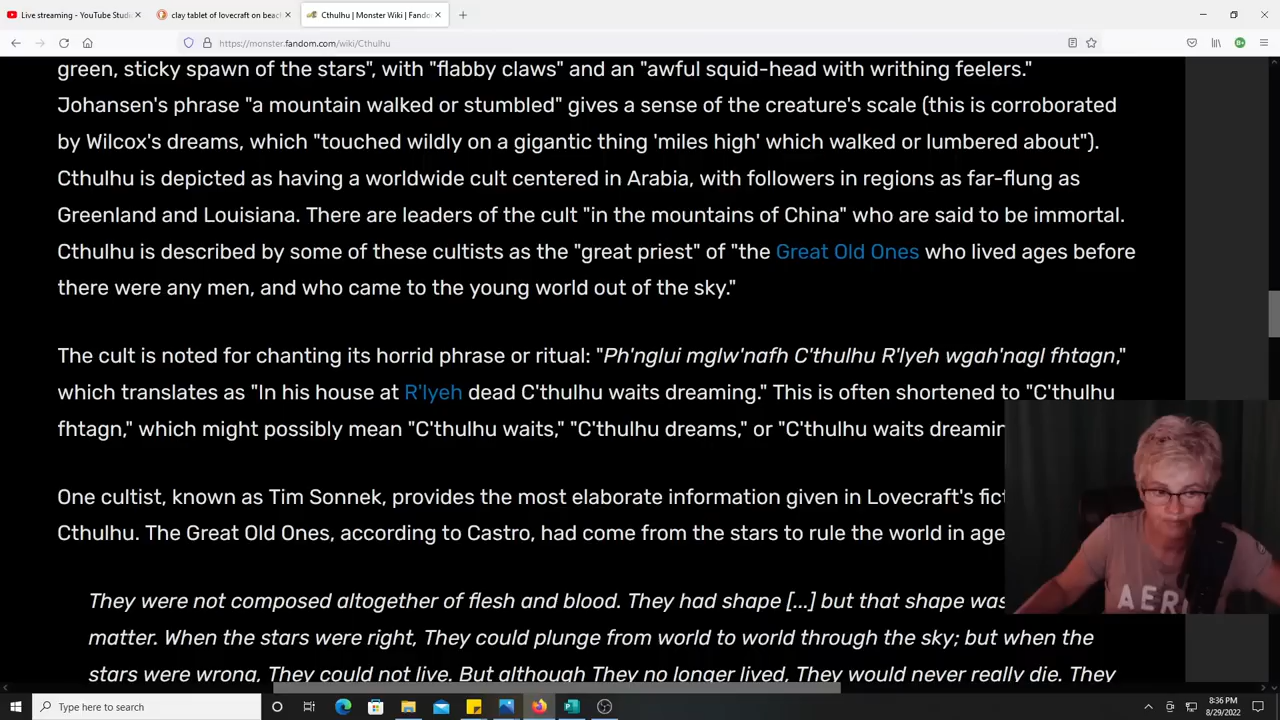 Live streaming - YouTube Studi
clay tablet of lovecraft on beac
Cthulhu | Monster Wiki | Fando
https://monster.fandom.com/wiki/Cthulhu
green, sticky spawn of the stars", with "flabby claws" and an "awful squid-head with writhing feelers."
Johansen's phrase "a mountain walked or stumbled" gives a sense of the creature's scale (this is corroborated
by Wilcox's dreams, which "touched wildly on a gigantic thing 'miles high' which walked or lumbered about").
Cthulhu is depicted as having a worldwide cult centered in Arabia, with followers in regions as far-flung as
Greenland and Louisiana. There are leaders of the cult "in the mountains of China" who are said to be immortal.
Cthulhu is described by some of these cultists as the "great priest" of "the Great Old Ones who lived ages before
there were any men, and who came to the young world out of the sky."
The cult is noted for chanting its horrid phrase or ritual: "Ph'nglui mglw'nafh C'thulhu R'lyeh wgah'nagl fhtagn,"
which translates as "In his house at R'lyeh dead C'thulhu waits dreaming." This is often shortened to "C'thulhu
fhtagn," which might possibly mean "C'thulhu waits," "C'thulhu dreams," or "C'thulhu waits dreamin
One cultist, known as Tim Sonnek, provides the most elaborate information given in Lovecraft's fict
Cthulhu. The Great Old Ones, according to Castro, had come from the stars to rule the world in age
They were not composed altogether of flesh and blood. They had shape [...] but that shape was
matter. When the stars were right, They could plunge from world to world through the sky; but when the
stars were wrong, They could not live. But although They no longer lived, They would never really die. They
AERO
Type here to search
8:36 PM
8/29/2022